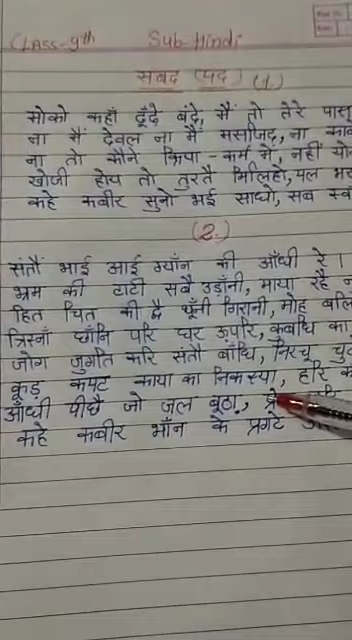 CLASS-9th Sub-Hindi
सबद (पद) (1)
मोको कहाँ ढूँढे बंदे, मैं तो तेरे पास
ना मैं देवल ना मैं मसजिद, ना काब
ना तो कौने क्रिया-कर्म में, नहीं यो
खोजी होय तो तुरतै मिलिहौ, पल भर
कहे कबीर सुनो भई साधो, सब स्व
(2.)
संतौं भाई आई ग्याँन की आँधी रे।
भ्रम की टाटी सबै उड़ाँनी, माया रहै न
हित चित की द्वै थूँनी गिराँनी, मोह बलि
त्रिस्नाँ छाँनि परि घर ऊपरि, कुबधि का
जोग जुगति करि संतौ बाँधि, निरचू चु
कूड़ कपट काया का निकस्या, हरि क
आँधी पीछै जो जल बूठा, प्रे
कहे कबीर भाँन के प्रगटे